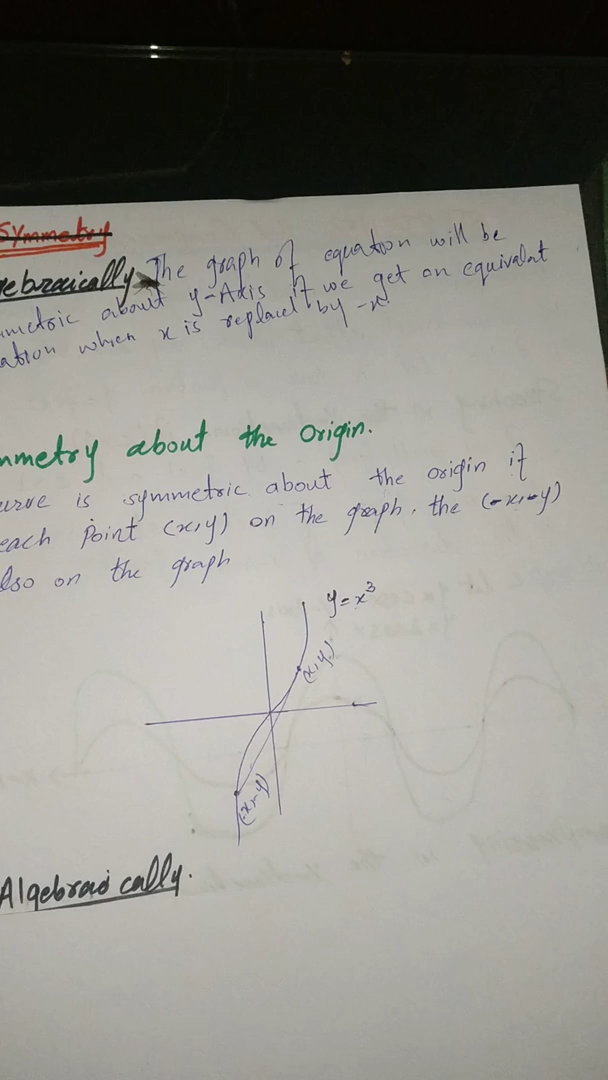 Symmetry
ebraically The graph of equation will be
mmetric about y-Axis if we get an equivalent
ation when x is replaced by -x
mmetry about the Origin.
urve is symmetric about the origin if
each Point (x,y) on the graph, the (-x,-y)
lso on the graph
y=x³
(x,y)
(-x,-y)
Algebraically.